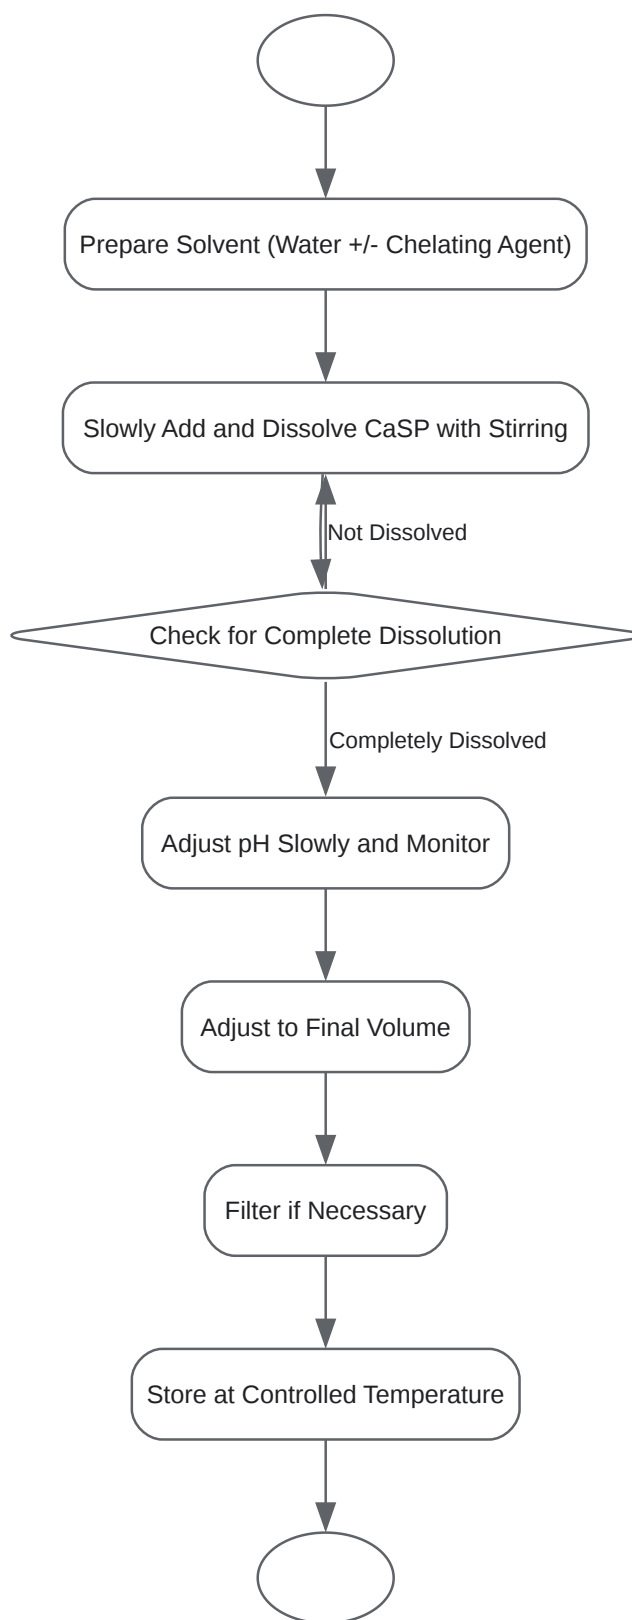 Prepare Solvent (Water +/- Chelating Agent)
Slowly Add and Dissolve CaSP with Stirring
Not Dissolved
Check for Complete Dissolution
Completely Dissolved
Adjust pH Slowly and Monitor
Adjust to Final Volume
Filter if Necessary
Store at Controlled Temperature